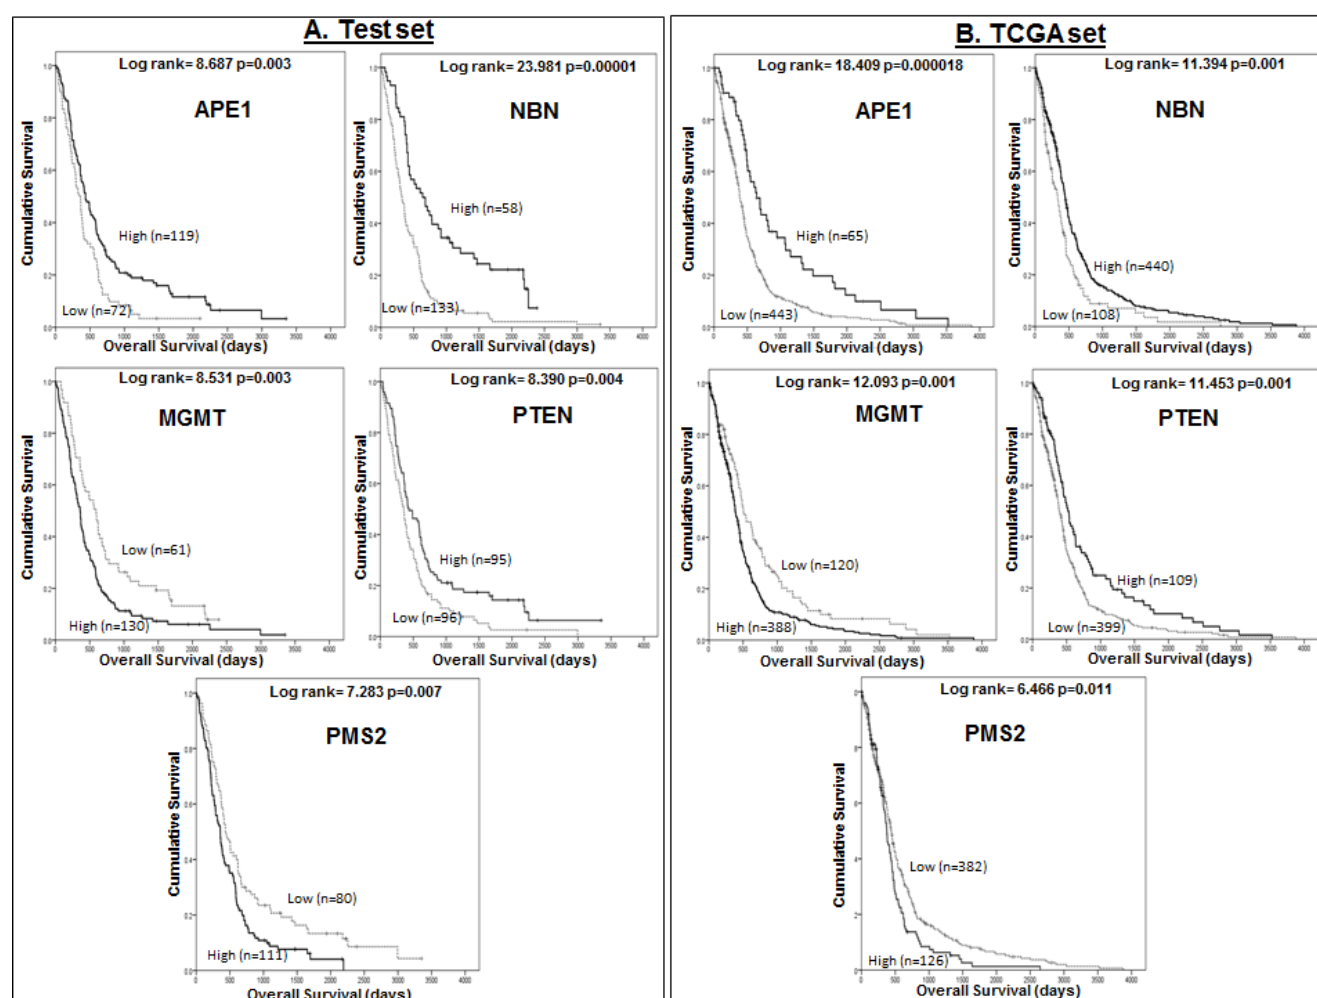 A. Test set
Log rank= 8.687 p=0.003
APE1
Cumulative Survival
High (n=119)
Low (n=72)
Overall Survival (days)
Log rank= 23.981 p=0.00001
NBN
Cumulative Survival
High (n=58)
Low (n=133)
Overall Survival (days)
Log rank= 8.531 p=0.003
MGMT
Cumulative Survival
Low (n=61)
High (n=130)
Overall Survival (days)
Log rank= 8.390 p=0.004
PTEN
Cumulative Survival
High (n=95)
Low (n=96)
Overall Survival (days)
Log rank= 7.283 p=0.007
PMS2
Cumulative Survival
Low (n=80)
High (n=111)
Overall Survival (days)
B. TCGA set
Log rank= 18.409 p=0.000018
APE1
Cumulative Survival
High (n=65)
Low (n=443)
Overall Survival (days)
Log rank= 11.394 p=0.001
NBN
Cumulative Survival
High (n=440)
Low (n=108)
Overall Survival (days)
Log rank= 12.093 p=0.001
MGMT
Cumulative Survival
Low (n=120)
High (n=388)
Overall Survival (days)
Log rank= 11.453 p=0.001
PTEN
Cumulative Survival
High (n=109)
Low (n=399)
Overall Survival (days)
Log rank= 6.466 p=0.011
PMS2
Cumulative Survival
Low (n=382)
High (n=126)
Overall Survival (days)